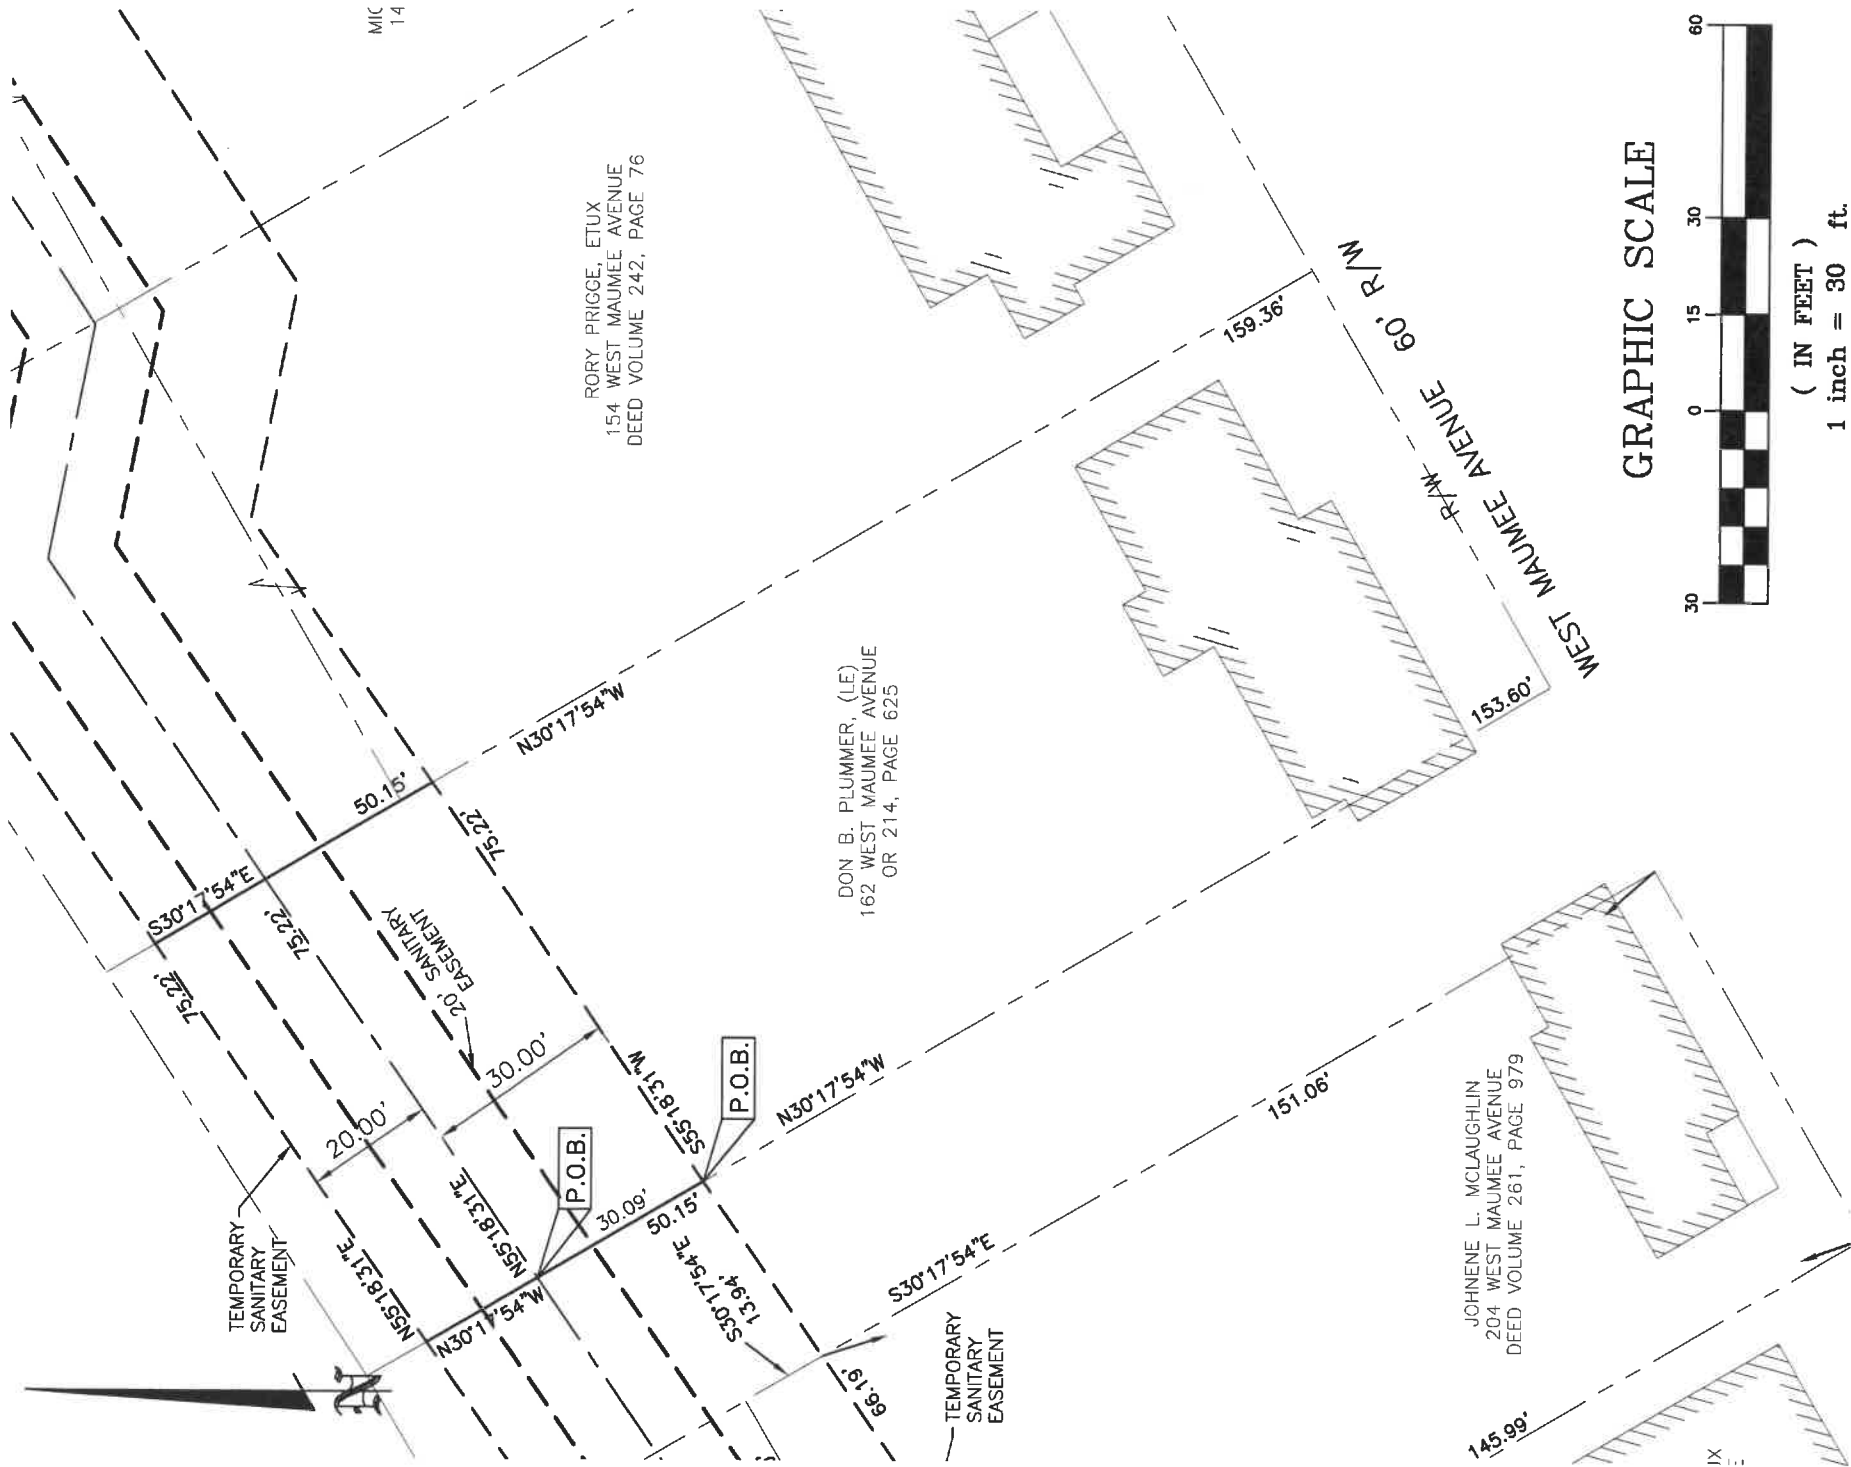 MIC
14
RORY PRIGGE, ETUX
154 WEST MAUMEE AVENUE
DEED VOLUME 242, PAGE 76
159.36'
WEST MAUMEE AVENUE 60' R/W
R/W
N30°17'54"W
DON B. PLUMMER, (LE)
162 WEST MAUMEE AVENUE
OR 214, PAGE 625
153.60'
50.15'
S30°17'54"E
75.22'
75.22'
75.22'
20' SANITARY
EASEMENT
20.00'
30.00'
S55°18'31"W
P.O.B.
P.O.B.
N30°17'54"W
TEMPORARY
SANITARY
EASEMENT
N55°18'31"E
N55°18'31"E
30.09'
50.15'
N30°17'54"W
S30°17'54"E
13.94'
S30°17'54"E
151.06'
66.19'
TEMPORARY
SANITARY
EASEMENT
JOHNENE L. MCLAUGHLIN
204 WEST MAUMEE AVENUE
DEED VOLUME 261, PAGE 979
145.99'
UX
E
N
GRAPHIC SCALE
30 0 15 30 60
( IN FEET )
1 inch = 30 ft.